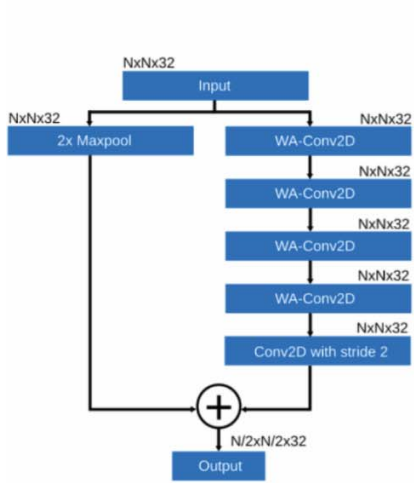 NxNx32
Input
NxNx32
2x Maxpool
NxNx32
WA-Conv2D
NxNx32
WA-Conv2D
NxNx32
WA-Conv2D
NxNx32
WA-Conv2D
NxNx32
Conv2D with stride 2
+
N/2xN/2x32
Output